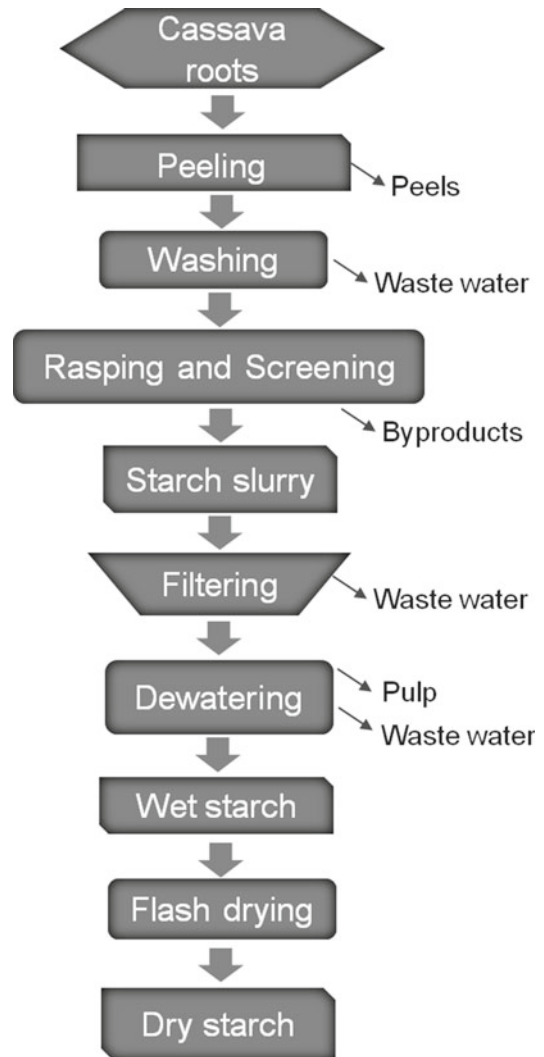 Cassava
roots
Peeling
Peels
Washing
Waste water
Rasping and Screening
Byproducts
Starch slurry
Filtering
Waste water
Dewatering
Pulp
Waste water
Wet starch
Flash drying
Dry starch